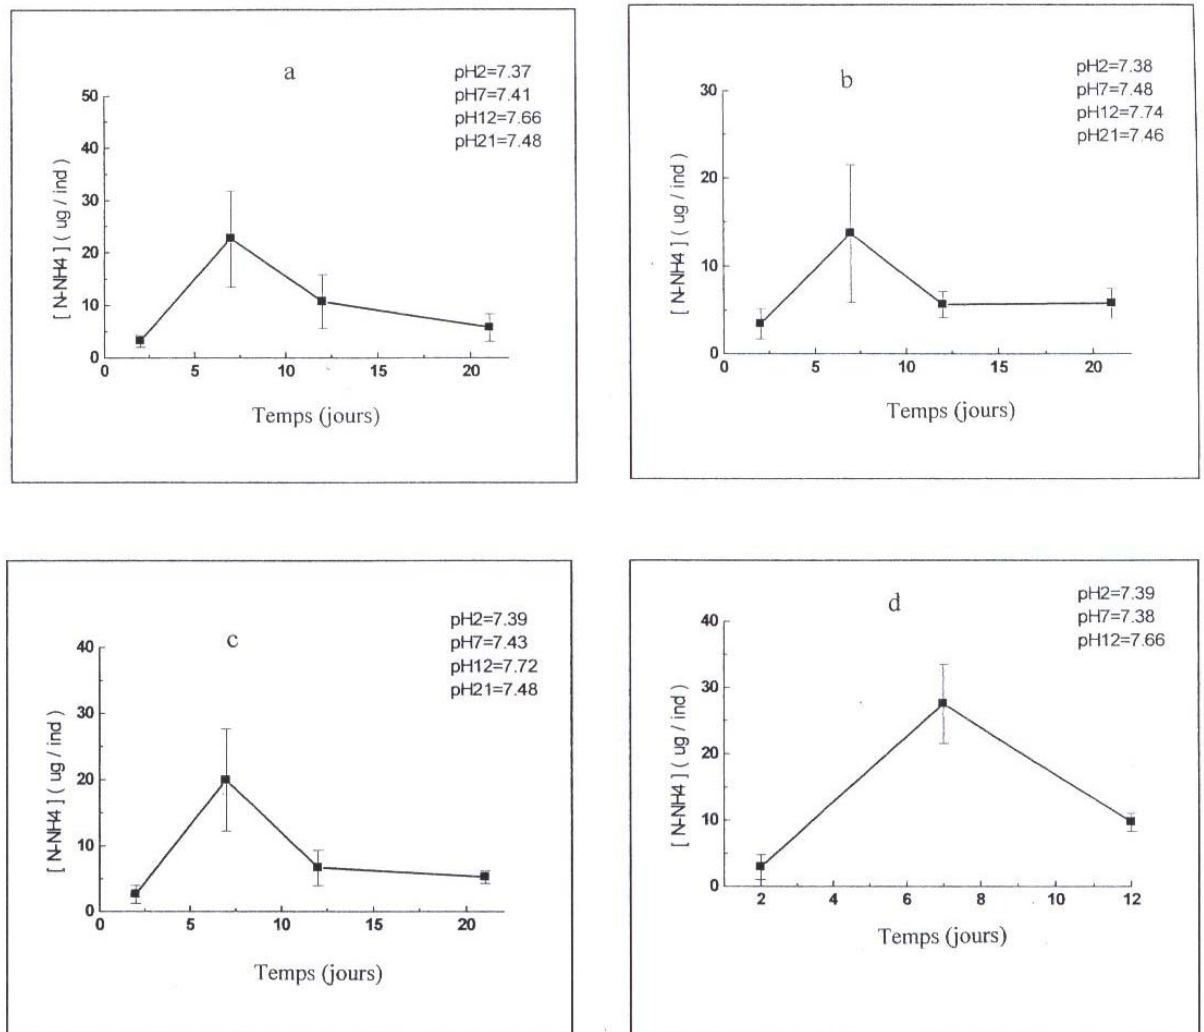 a
pH2=7.37
pH7=7.41
pH12=7.66
pH21=7.48
[ N-NH4 ] ( ug / ind )
50
40
30
20
10
0
0 5 10 15 20
Temps (jours)
b
pH2=7.38
pH7=7.48
pH12=7.74
pH21=7.46
[ N-NH4 ] ( ug / ind )
30
20
10
0
0 5 10 15 20
Temps (jours)
c
pH2=7.39
pH7=7.43
pH12=7.72
pH21=7.48
[ N-NH4 ] ( ug / ind )
40
30
20
10
0
0 5 10 15 20
Temps (jours)
d
pH2=7.39
pH7=7.38
pH12=7.66
[ N-NH4 ] ( ug / ind )
40
30
20
10
0
2 4 6 8 10 12
Temps (jours)